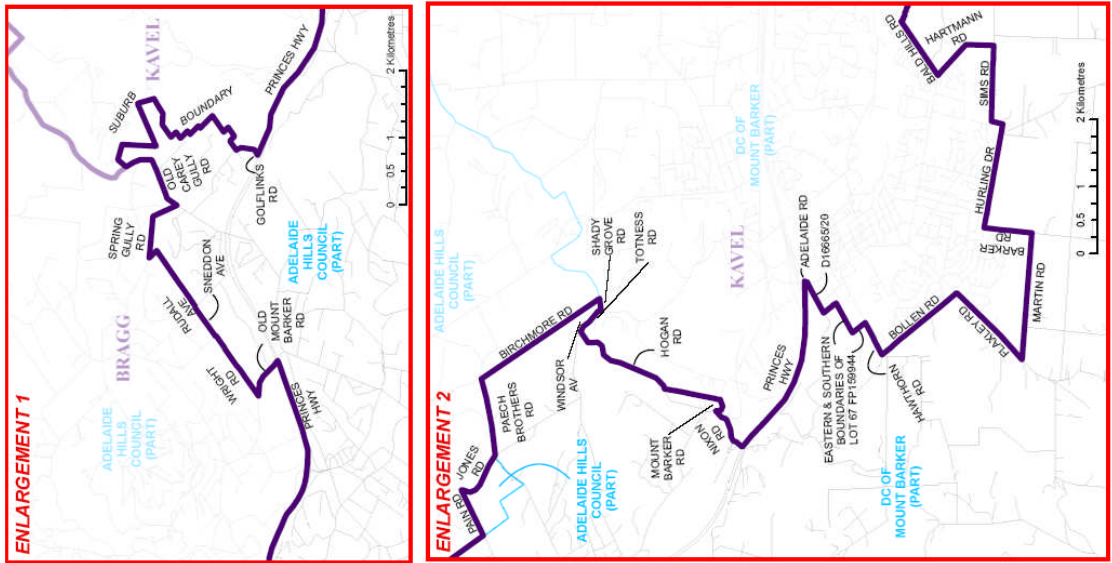 ENLARGEMENT 1
KAVEL
SUBURB
BOUNDARY
PRINCES HWY
2 Kilometres
1
0.5
0
OLD
CAREY
GULLY
RD
GOLFLINKS
RD
SPRING
GULLY
RD
SNEDDON
AVE
RUDALL
AVE
ADELAIDE
HILLS
COUNCIL
(PART)
BRAGG
OLD
MOUNT
BARKER
RD
WRIGHT
RD
PRINCES
HWY
ADELAIDE
HILLS
COUNCIL
(PART)
ENLARGEMENT 2
BALD HILLS RD
HARTMANN
RD
SIMS RD
2 Kilometres
1
0.5
0
DC OF
MOUNT BARKER
(PART)
HURLING DR
BARKER
RD
MARTIN RD
SHADY
GROVE
RD
TOTNESS
RD
KAVEL
ADELAIDE RD
D16665/20
ADELAIDE HILLS
COUNCIL
(PART)
BIRCHMORE RD
HOGAN
RD
BOLLEN RD
FLAXLEY RD
WINDSOR
AV
PRINCES
HWY
EASTERN & SOUTHERN
BOUNDARIES OF
LOT 67 FP159944
HAWTHORN
RD
PAECH
BROTHERS
RD
MOUNT
BARKER
RD
NIXON
RD
JONES
RD
PAIN RD
ADELAIDE HILLS
COUNCIL
(PART)
DC OF
MOUNT BARKER
(PART)